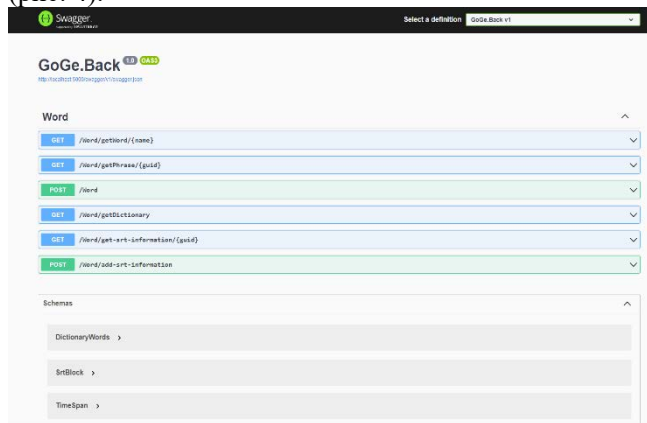 Swagger.
Select a definition
GoGe.Back v1
GoGe.Back 1.0 OAS3
http://localhost:5000/swagger/v1/swagger.json
Word
GET /Word/getWord/{name}
GET /Word/getPhrase/{guid}
POST /Word
GET /Word/getDictionary
GET /Word/get-srt-information/{guid}
POST /Word/add-srt-information
Schemas
DictionaryWords
SrtBlock
TimeSpan